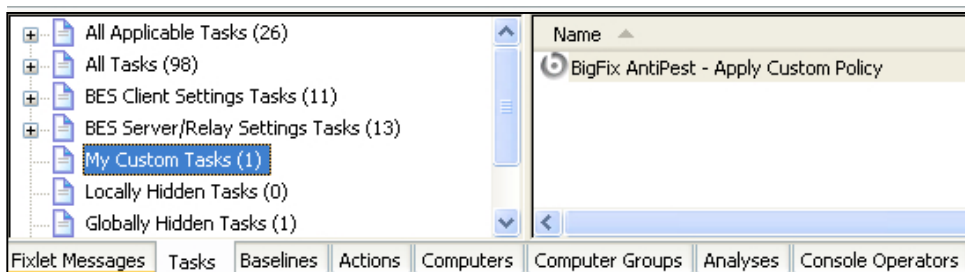 All Applicable Tasks (26)
All Tasks (98)
BES Client Settings Tasks (11)
BES Server/Relay Settings Tasks (13)
My Custom Tasks (1)
Locally Hidden Tasks (0)
Globally Hidden Tasks (1)
Name
BigFix AntiPest - Apply Custom Policy
Fixlet Messages Tasks Baselines Actions Computers Computer Groups Analyses Console Operators